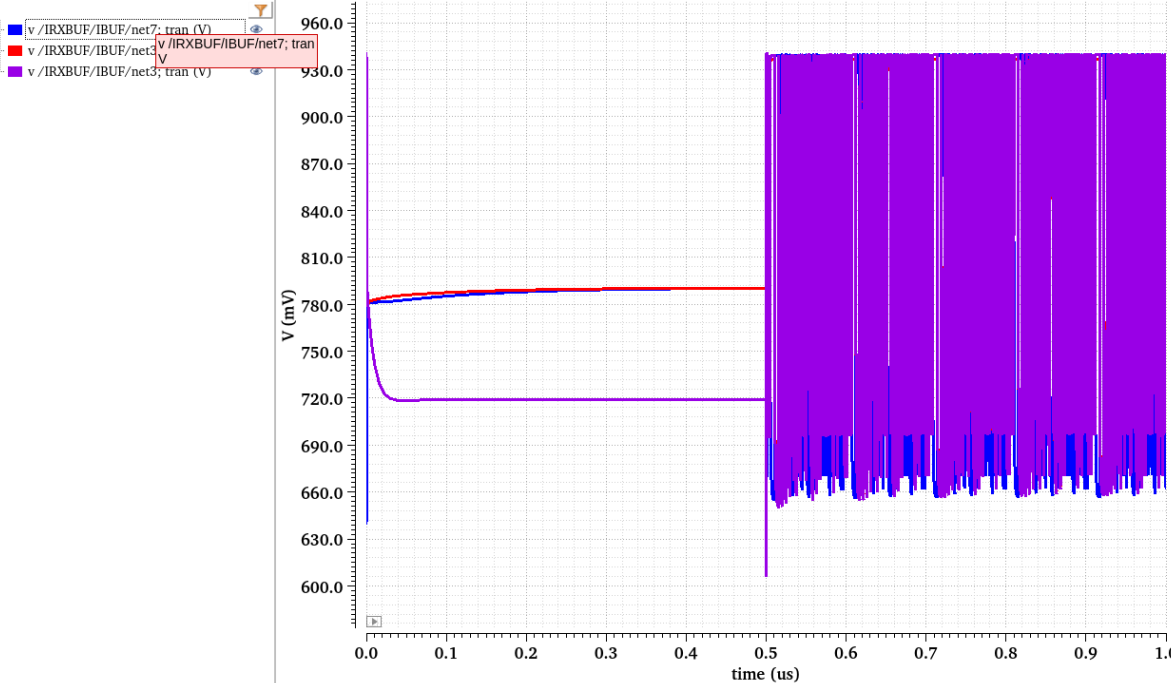 v /IRXBUF/IBUF/net7; tran (V)
v /IRXBUF/IBUF/net3
v /IRXBUF/IBUF/net7; tran
V
v /IRXBUF/IBUF/net3; tran (V)
960.0
930.0
900.0
870.0
840.0
810.0
780.0
750.0
720.0
690.0
660.0
630.0
600.0
V (mV)
0.0 0.1 0.2 0.3 0.4 0.5 0.6 0.7 0.8 0.9 1.0
time (us)